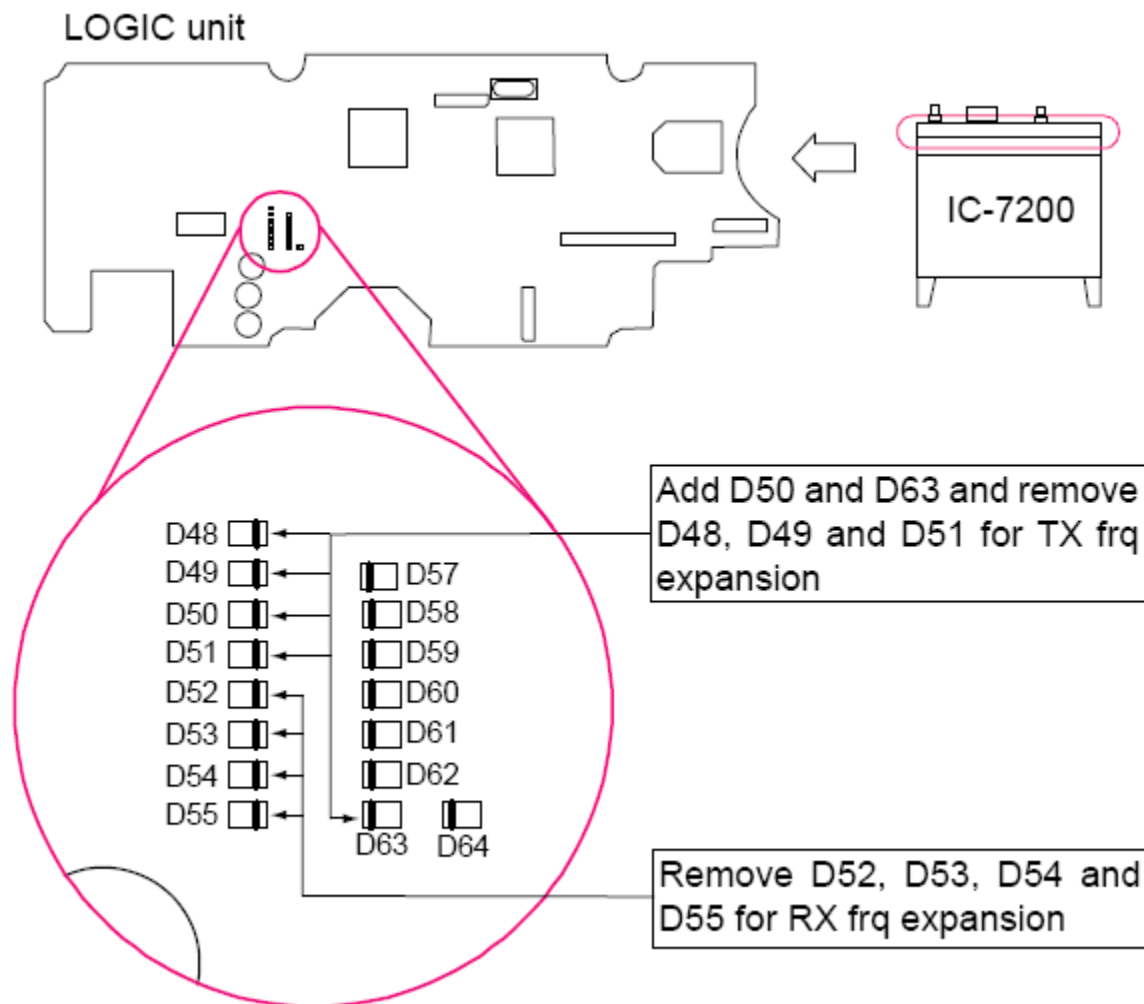 LOGIC unit
IC-7200
Add D50 and D63 and remove
D48, D49 and D51 for TX frq
expansion
D48
D49
D50
D51
D52
D53
D54
D55
D57
D58
D59
D60
D61
D62
D63
D64
Remove D52, D53, D54 and
D55 for RX frq expansion